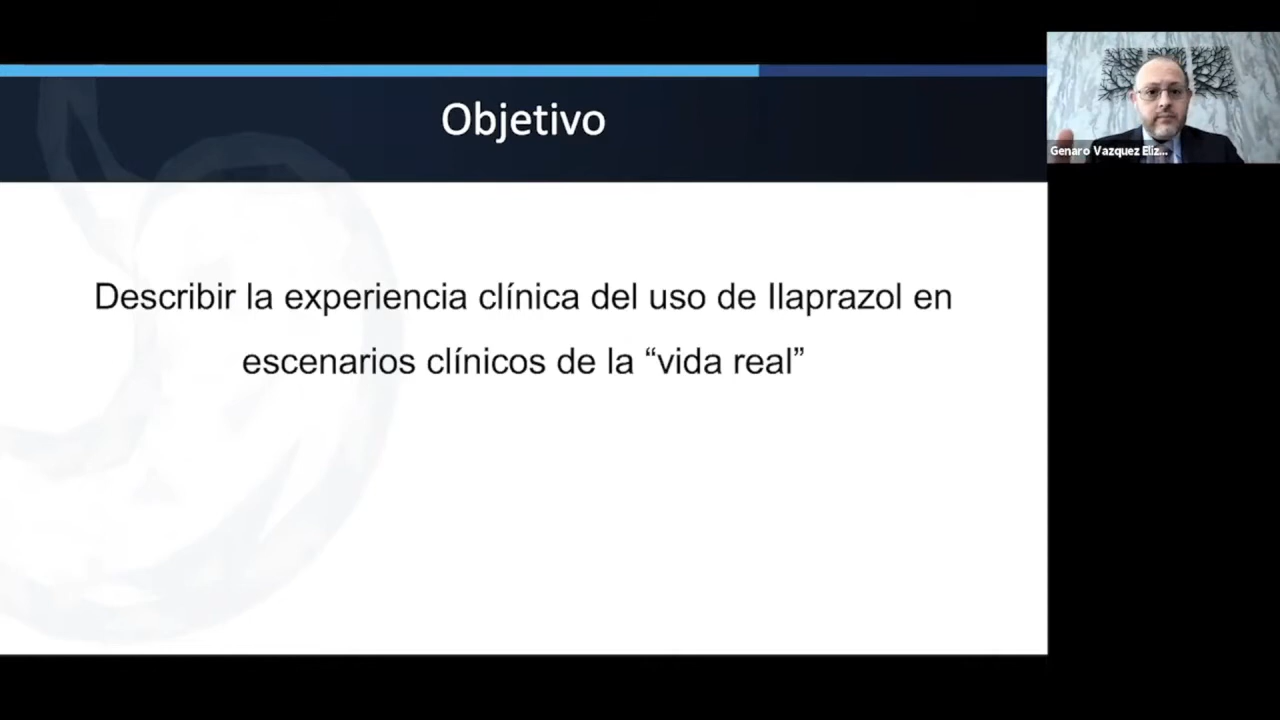 Objetivo
Genaro Vazquez Eliz...
Describir la experiencia clínica del uso de Ilaprazol en
escenarios clínicos de la “vida real”